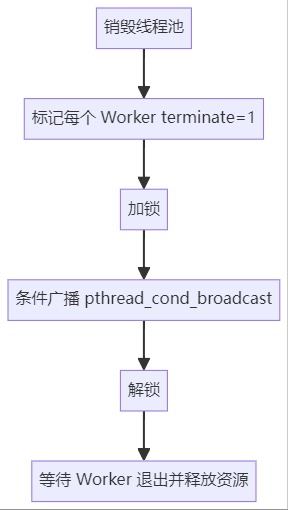 销毁线程池
标记每个 Worker terminate=1
加锁
条件广播 pthread_cond_broadcast
解锁
等待 Worker 退出并释放资源